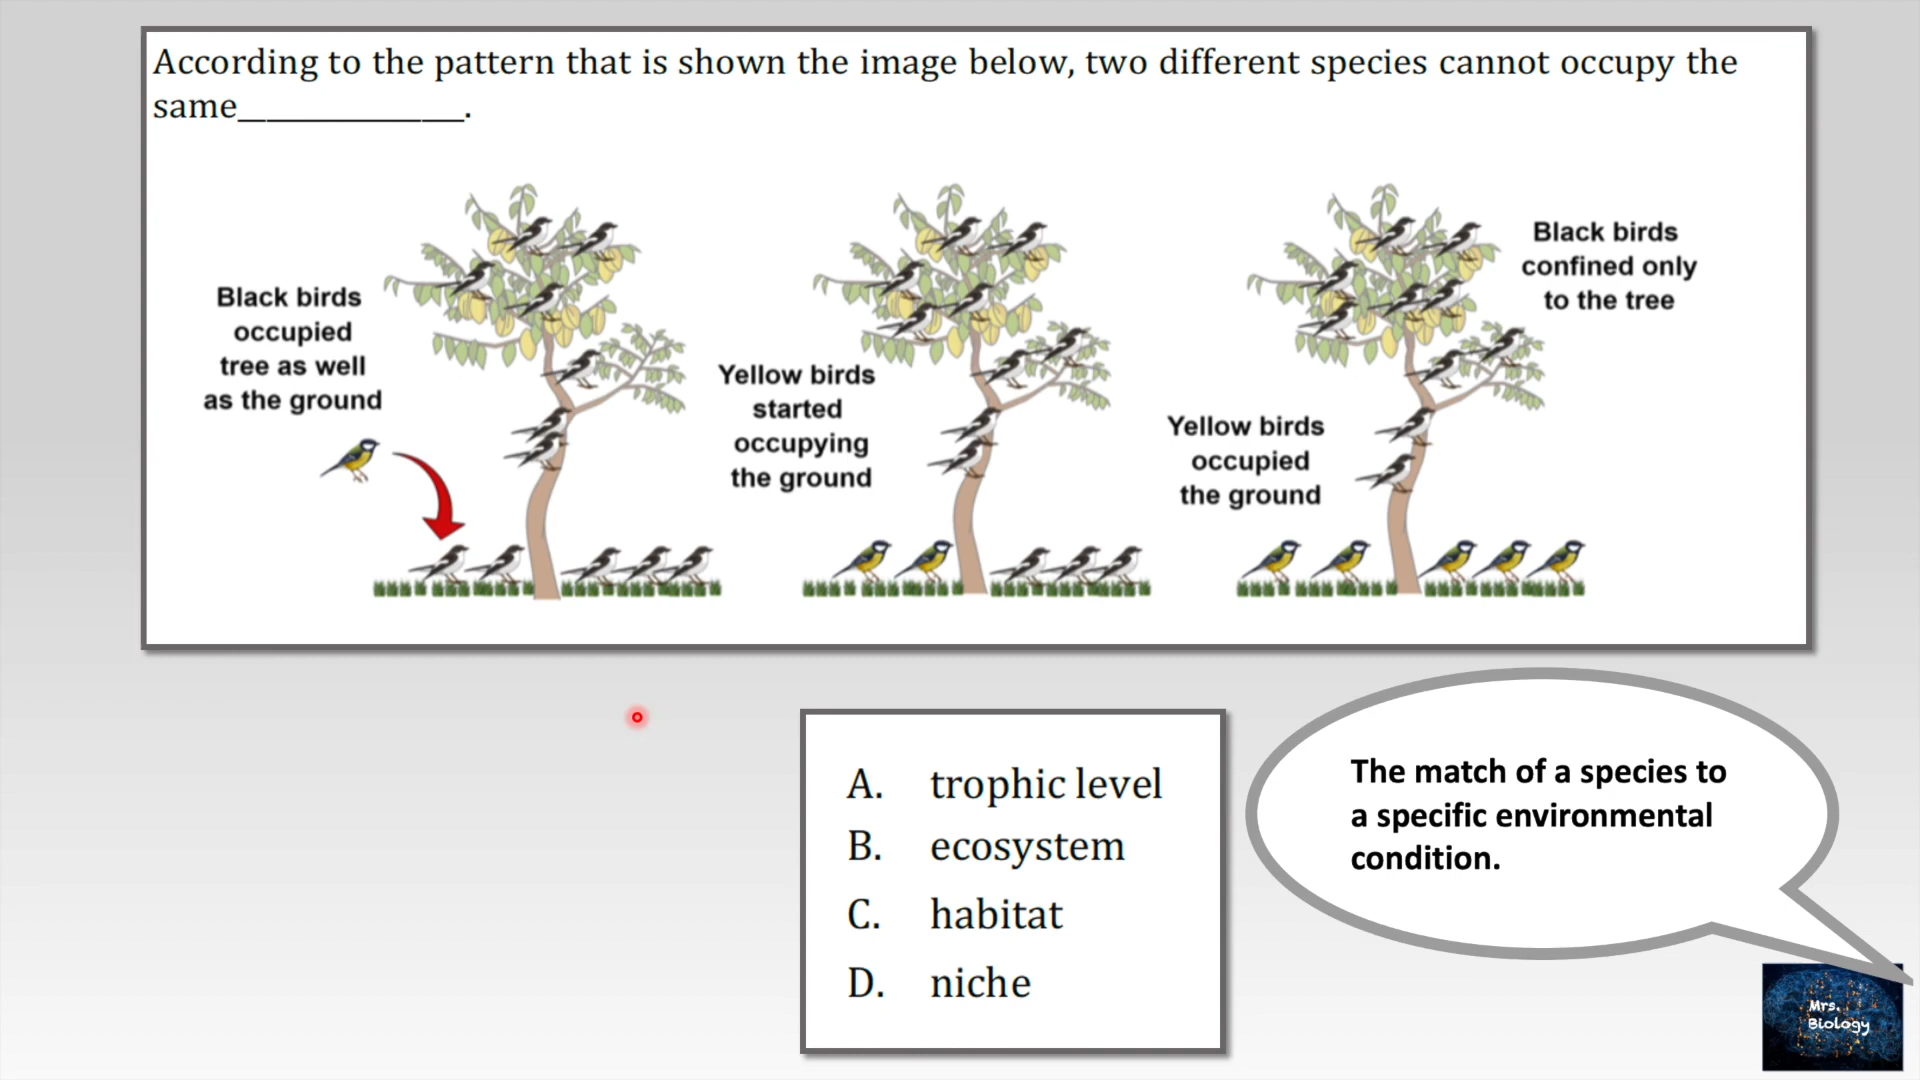 According to the pattern that is shown the image below, two different species cannot occupy the
same_______________.
Black birds
occupied
tree as well
as the ground
Yellow birds
started
occupying
the ground
Yellow birds
occupied
the ground
Black birds
confined only
to the tree
A. trophic level
B. ecosystem
C. habitat
D. niche
The match of a species to
a specific environmental
condition.
Mrs.
Biology